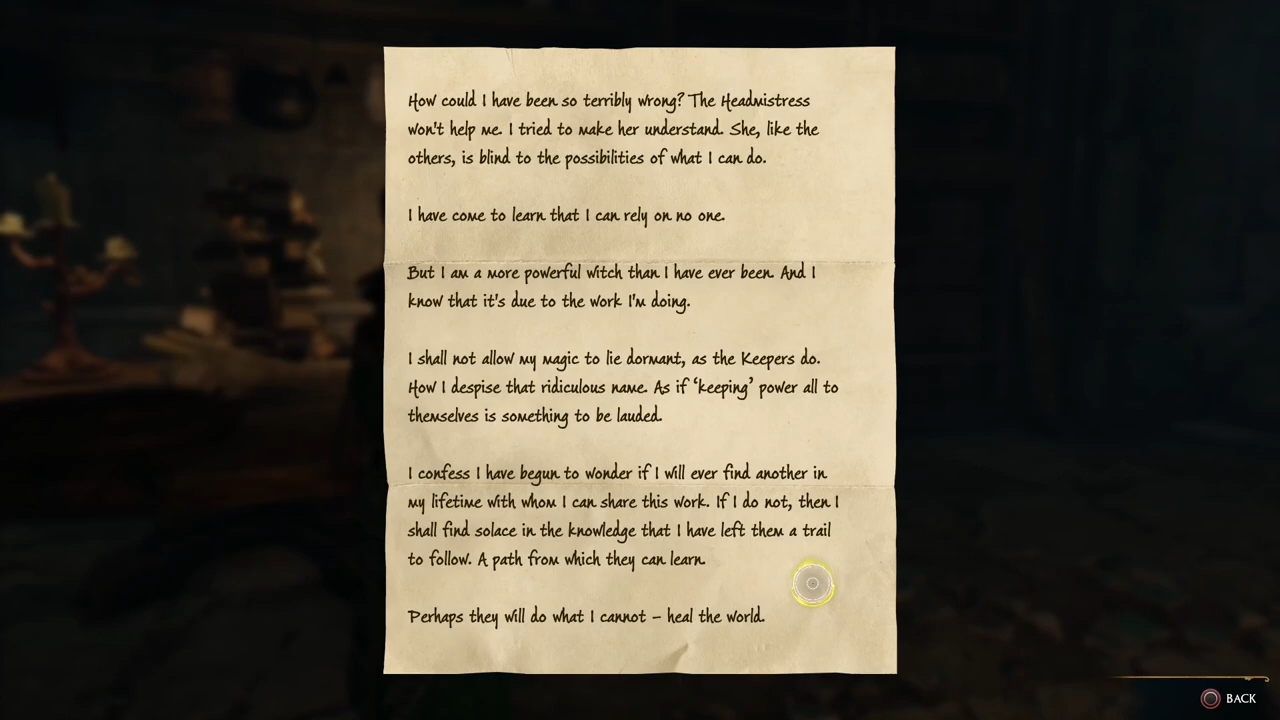 How could I have been so terribly wrong? The Headmistress
won't help me. I tried to make her understand. She, like the
others, is blind to the possibilities of what I can do.
I have come to learn that I can rely on no one.
But I am a more powerful witch than I have ever been. And I
know that it's due to the work I'm doing.
I shall not allow my magic to lie dormant, as the Keepers do.
How I despise that ridiculous name. As if ‘keeping’ power all to
themselves is something to be lauded.
I confess I have begun to wonder if I will ever find another in
my lifetime with whom I can share this work. If I do not, then I
shall find solace in the knowledge that I have left them a trail
to follow. A path from which they can learn.
Perhaps they will do what I cannot – heal the world.
BACK